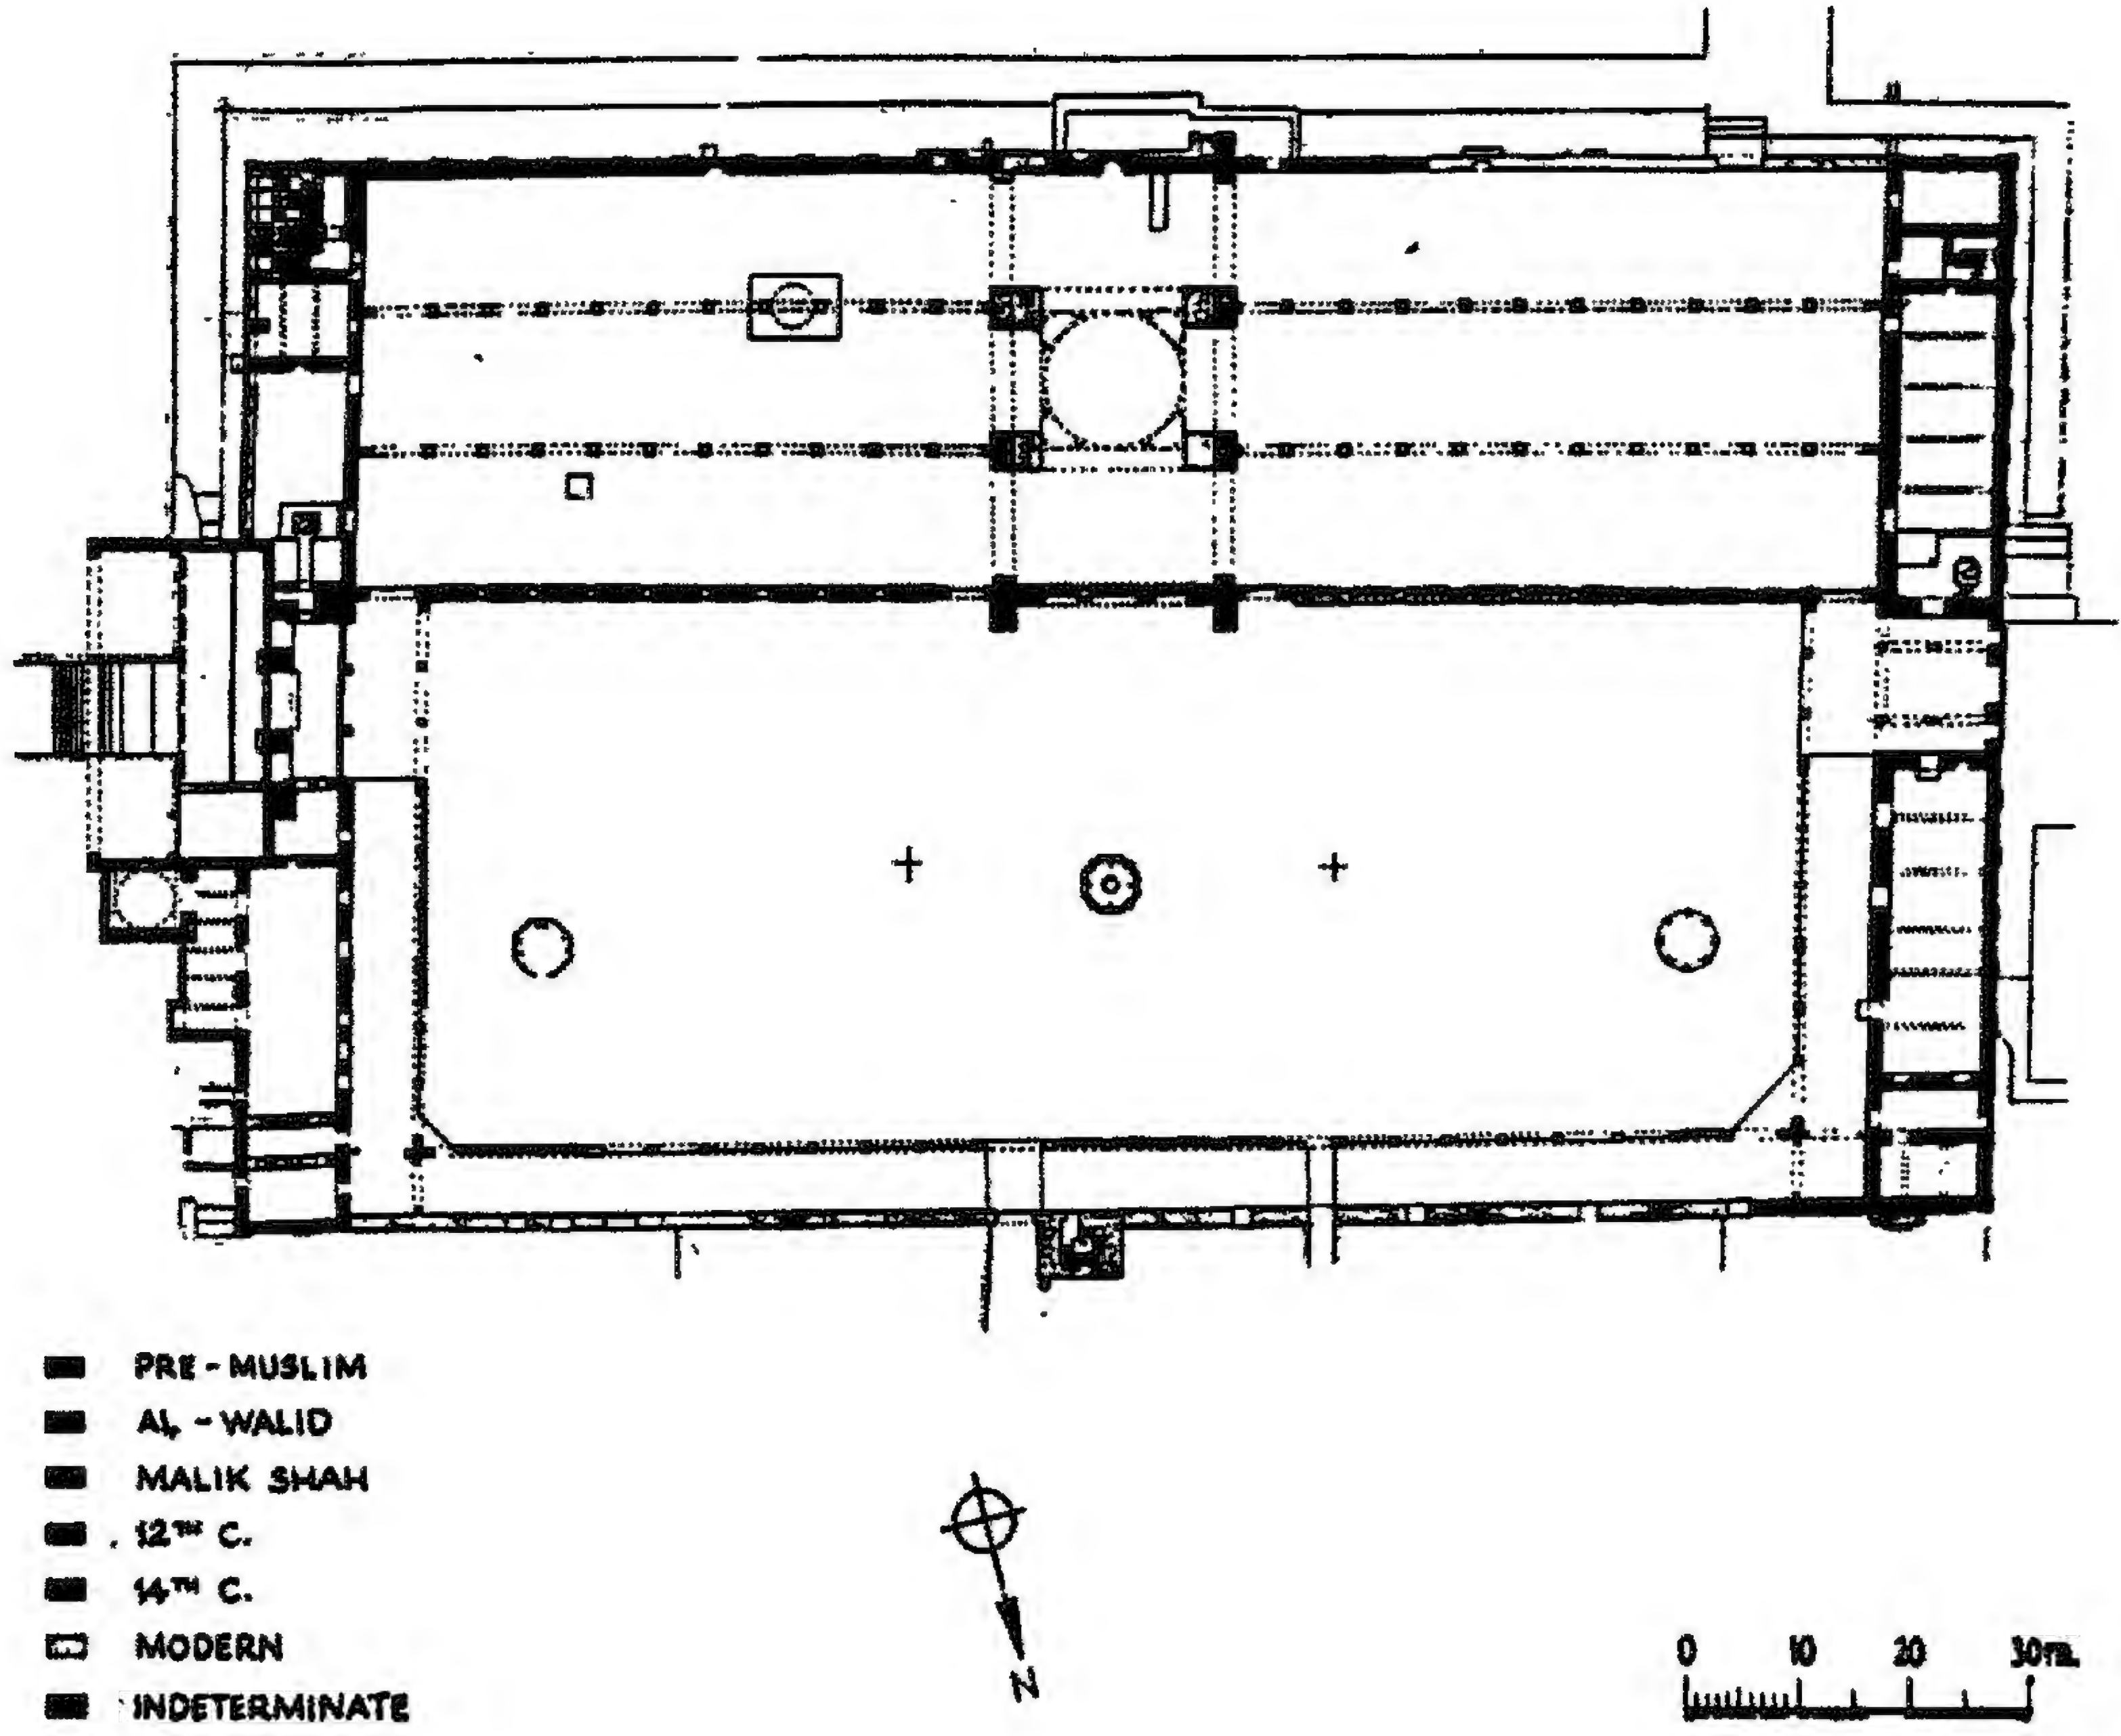 PRE-MUSLIM
AL-WALID
MALIK SHAH
12TH C.
14TH C.
MODERN
INDETERMINATE
N
0 10 20 30m.